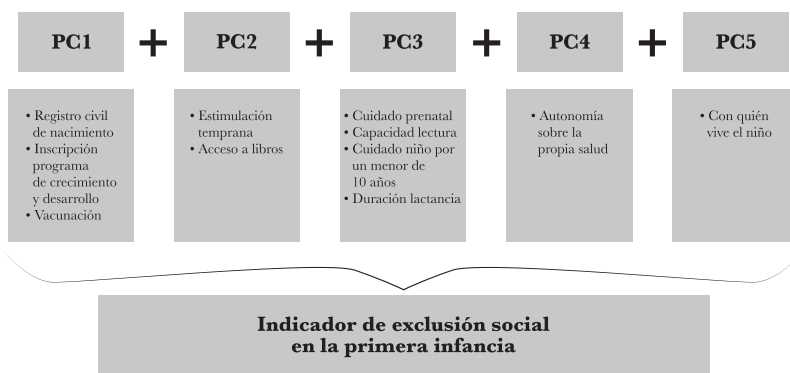 PC1 + PC2 + PC3 + PC4 + PC5
• Registro civil
de nacimiento
• Inscripción
programa
de crecimiento
y desarrollo
• Vacunación
• Estimulación
temprana
• Acceso a libros
• Cuidado prenatal
• Capacidad lectura
• Cuidado niño por
un menor de
10 años
• Duración lactancia
• Autonomía
sobre la
propia salud
• Con quién
vive el niño
Indicador de exclusión social
en la primera infancia